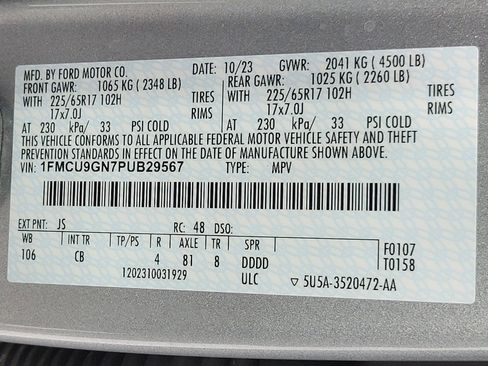 MFD. BY FORD MOTOR CO. DATE: 10/23 GVWR: 2041 KG ( 4500 LB)
FRONT GAWR: 1065 KG ( 2348 LB) REAR GAWR: 1025 KG ( 2260 LB)
WITH 225/65R17 102H TIRES WITH 225/65R17 102H TIRES
17x7.0J RIMS 17x7.0J RIMS
AT 230 kPa/ 33 PSI COLD AT 230 kPa/ 33 PSI COLD
THIS VEHICLE CONFORMS TO ALL APPLICABLE FEDERAL MOTOR VEHICLE SAFETY AND THEFT
PREVENTION STANDARDS IN EFFECT ON THE DATE OF MANUFACTURE SHOWN ABOVE.
VIN: 1FMCU9GN7PUB29567 TYPE: MPV
EXT PNT: JS RC: 48 DSO:
WB INT TR TP/PS R AXLE TR SPR F0107
106 CB 4 81 8 DDDD T0158
1202310031929 ULC ▽ 5U5A-3520472-AA